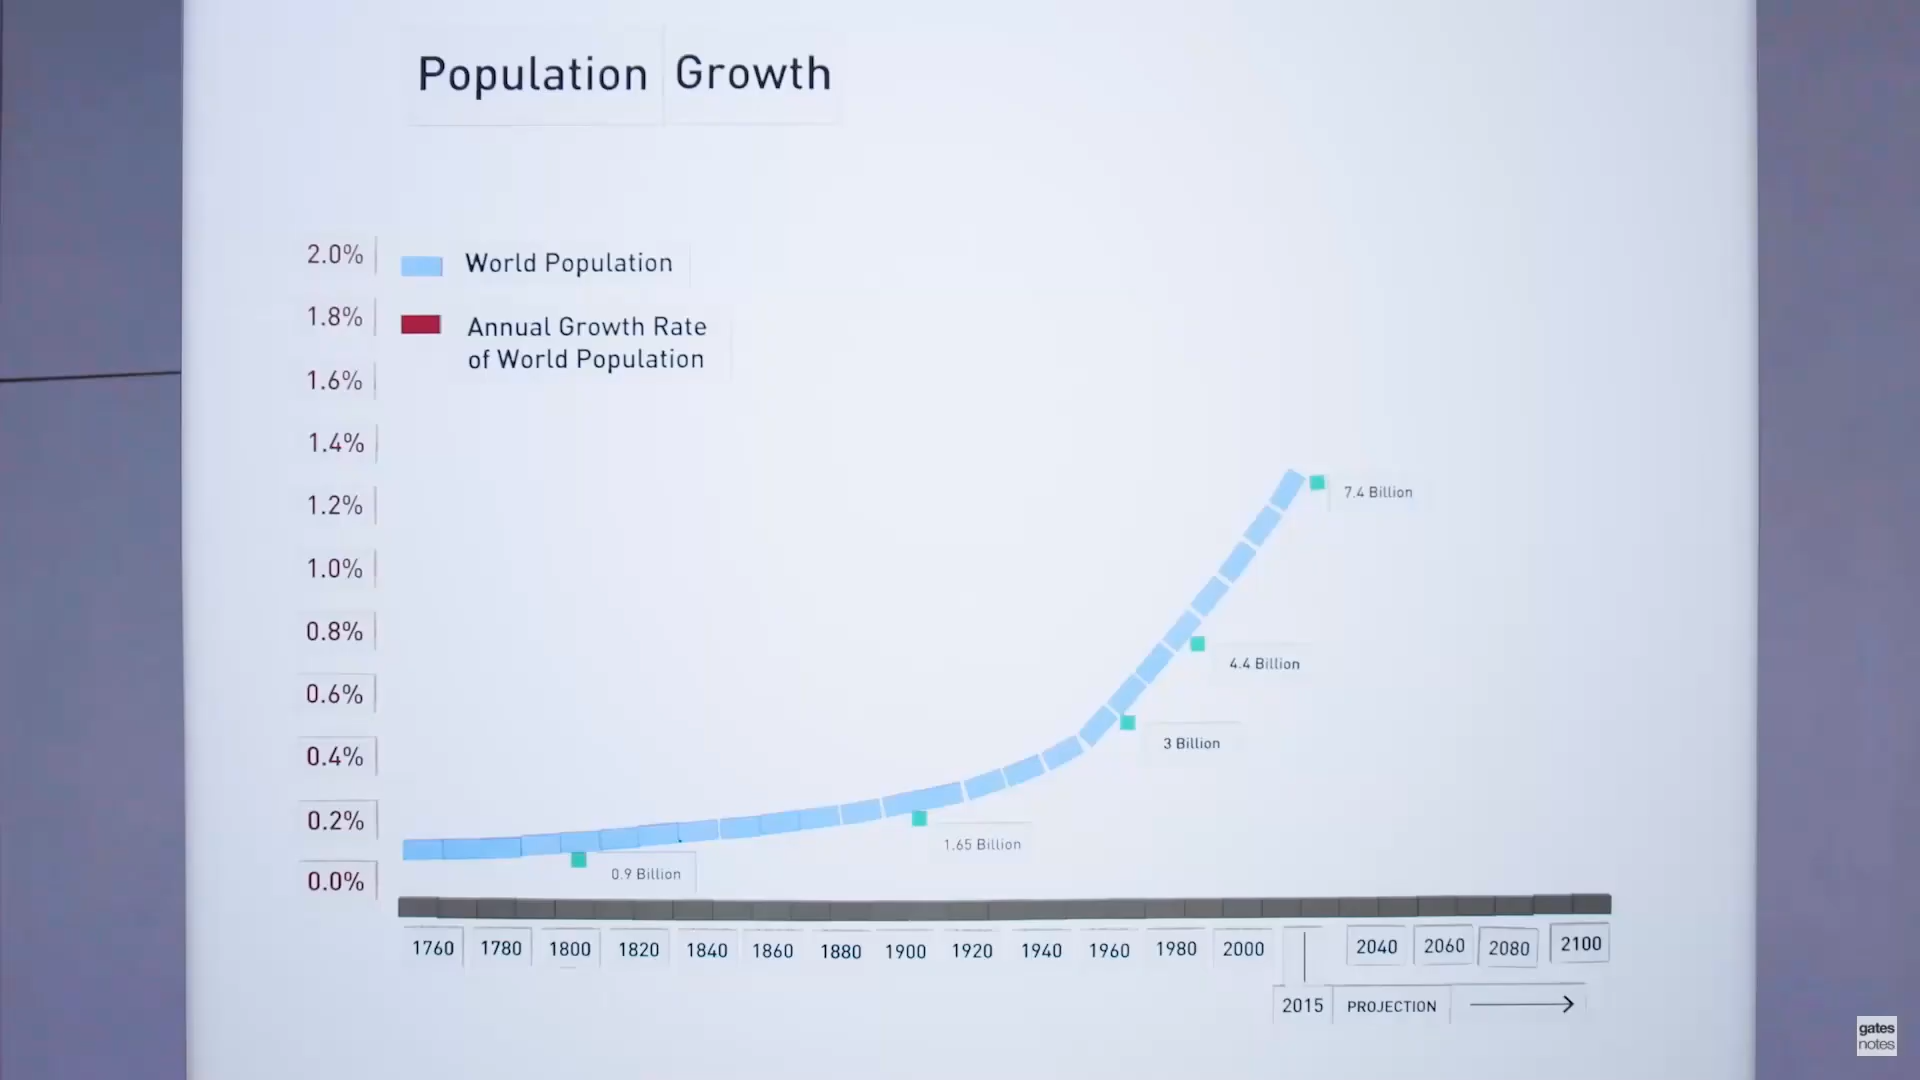 Population Growth
2.0%
World Population
1.8%
Annual Growth Rate
of World Population
1.6%
1.4%
1.2%
7.4 Billion
1.0%
0.8%
4.4 Billion
0.6%
3 Billion
0.4%
0.2%
1.65 Billion
0.9 Billion
0.0%
1760 1780 1800 1820 1840 1860 1880 1900 1920 1940 1960 1980 2000 2040 2060 2080 2100
2015 PROJECTION
gates
notes